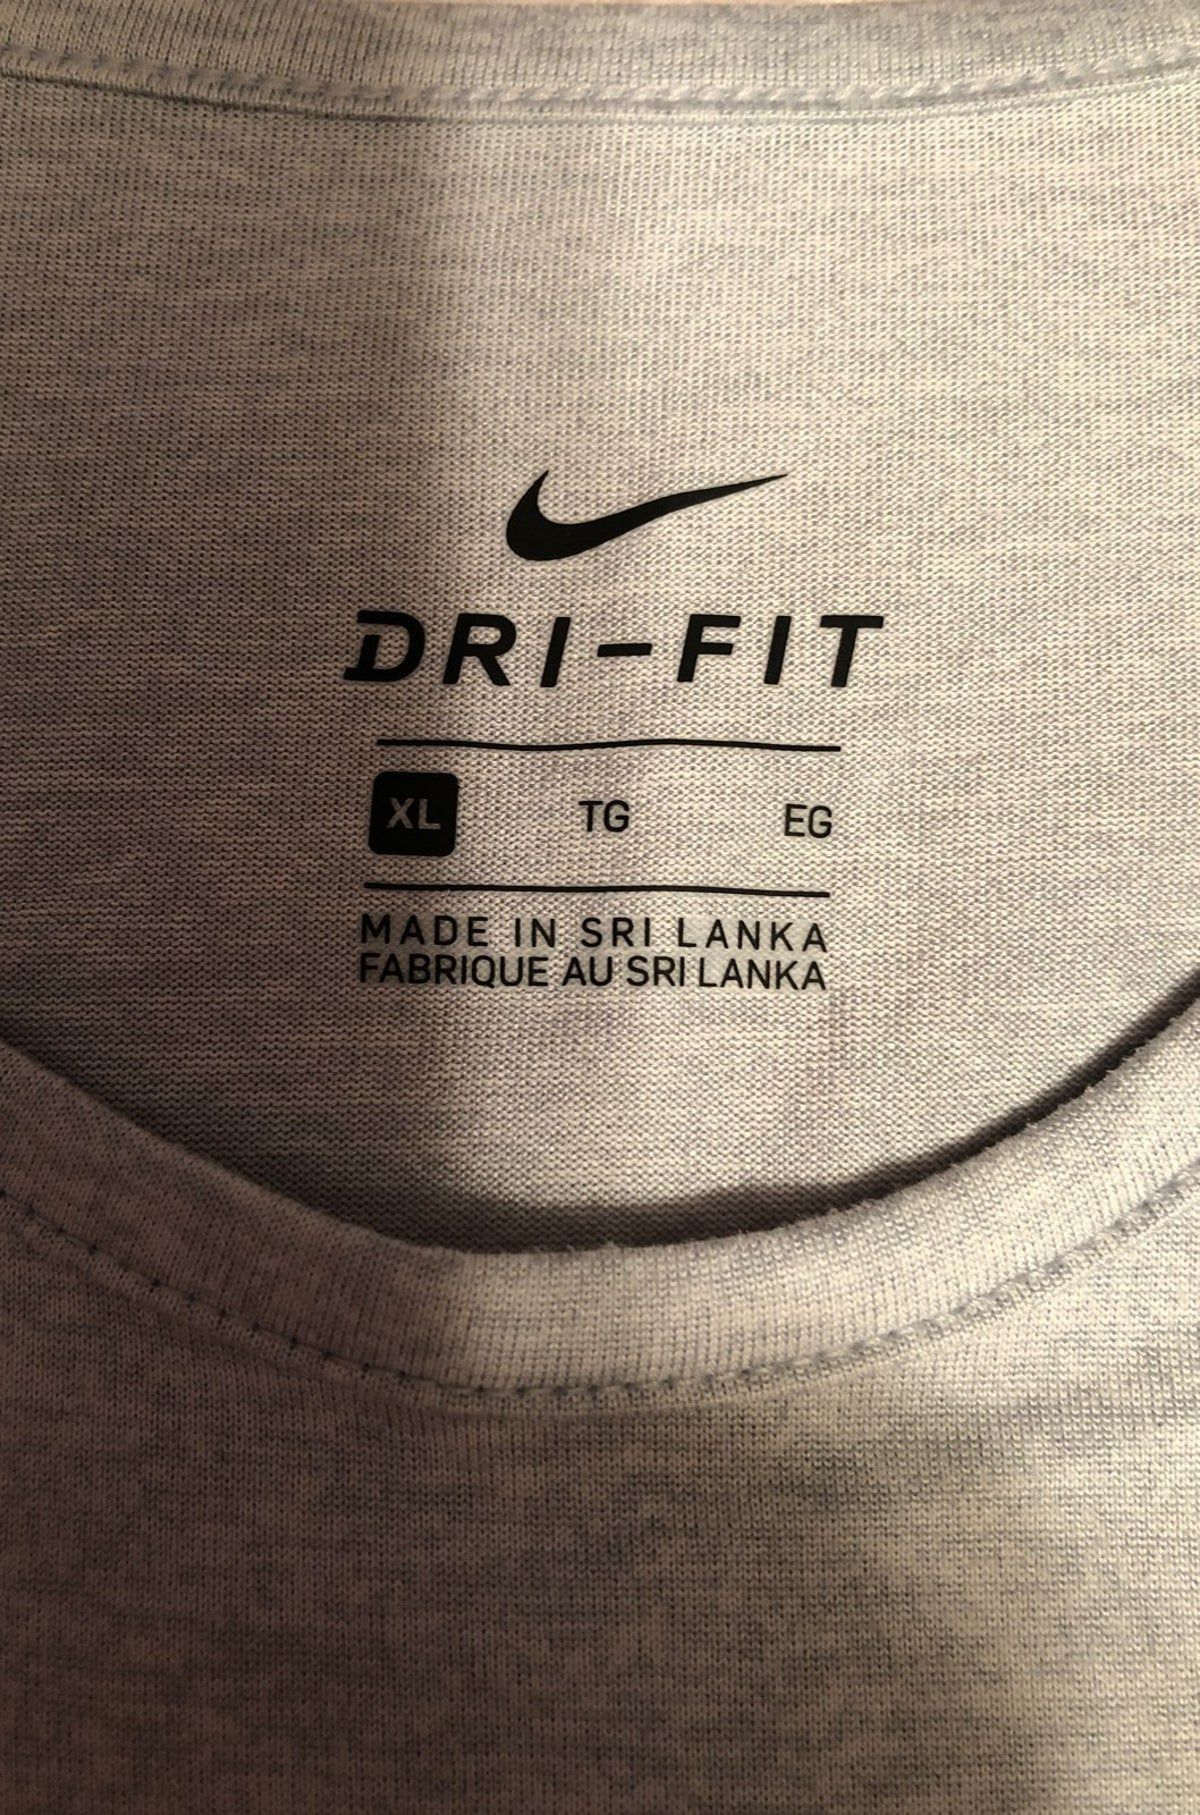 DRI-FIT
XL TG EG
MADE IN SRI LANKA
FABRIQUE AU SRI LANKA